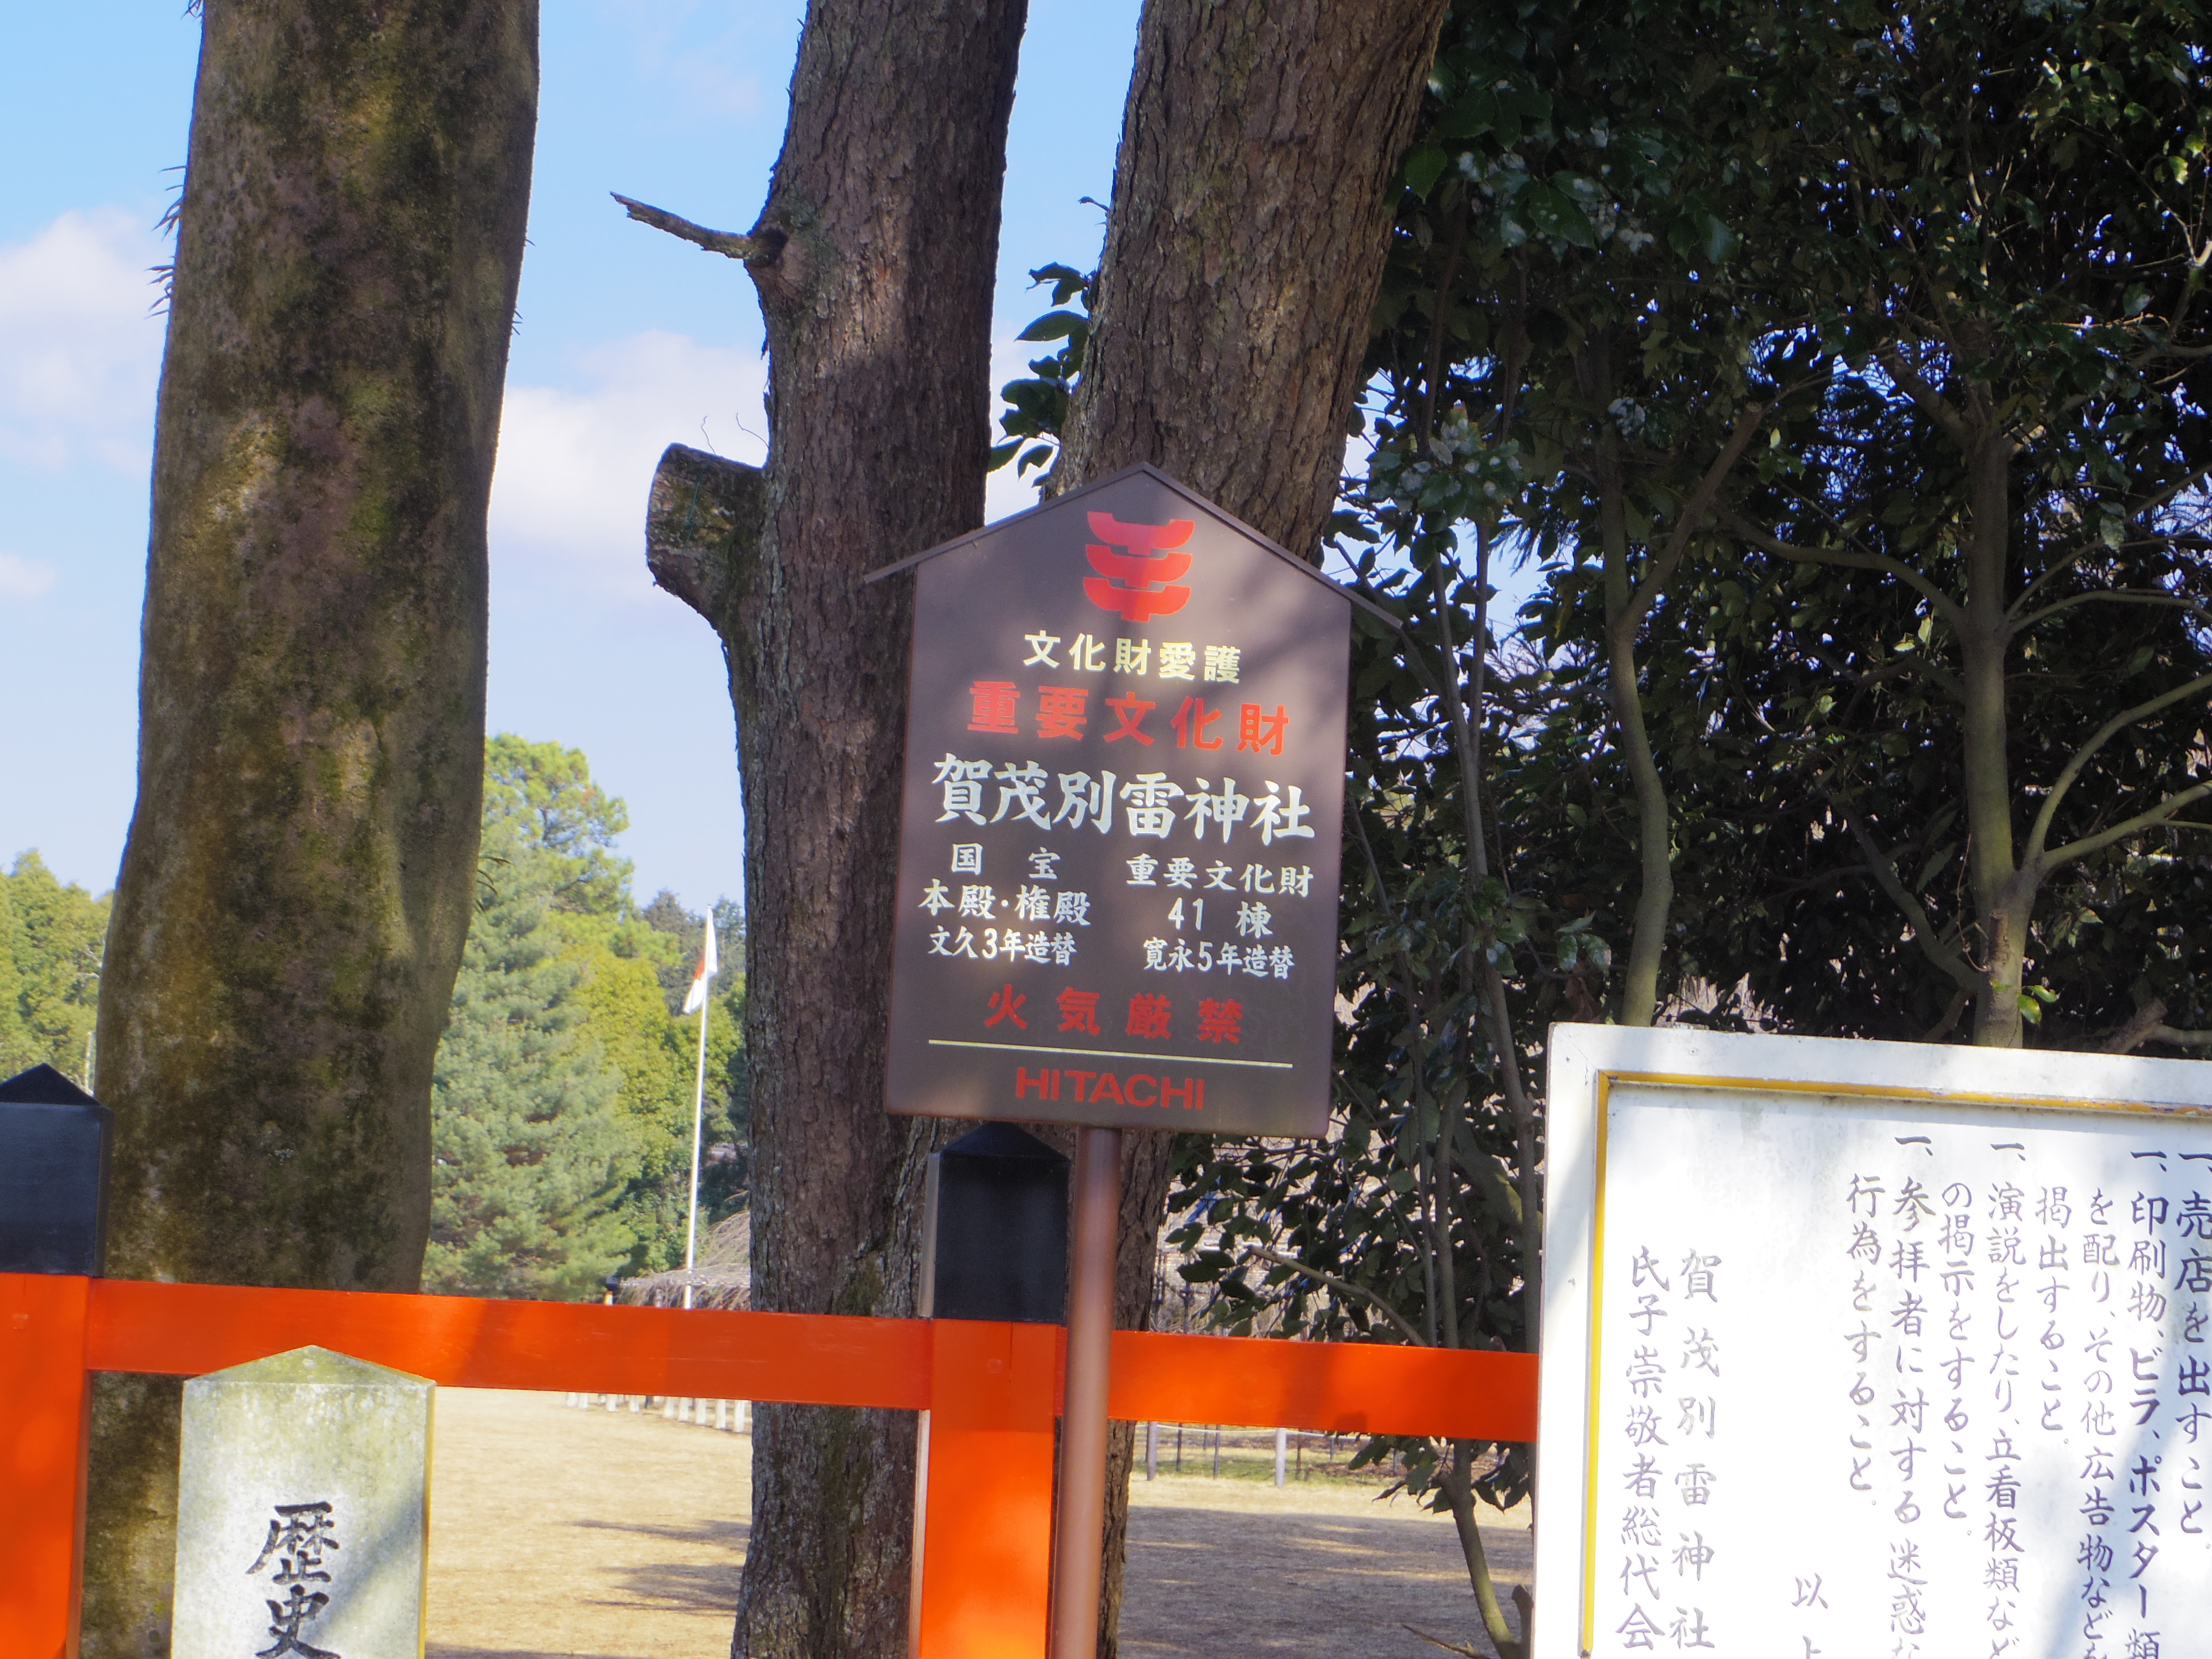 文化財愛護
重要文化財
賀茂別雷神社
国 宝
本殿・権殿
文久3年造替
重要文化財
41 棟
寛永5年造替
火気厳禁
HITACHI
歴史
一、売店を出すこと。
一、印刷物、ビラ、ポスター類
を配り、その他広告物など
掲出すること。
一、演説をしたり、立看板類など
の掲示をすること。
一、参拝者に対する迷惑な
行為をすること。
以上
賀茂別雷神社
氏子崇敬者総代会